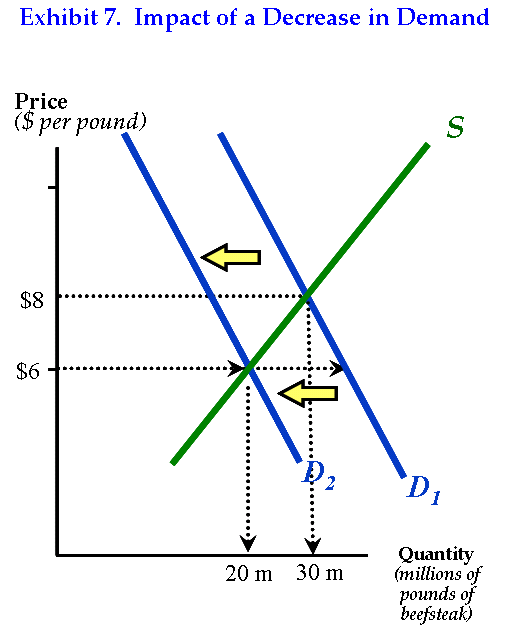 Exhibit 7. Impact of a Decrease in Demand
Price
($ per pound)
S
$8
$6
D2
D1
20 m
30 m
Quantity
(millions of
pounds of
beefsteak)